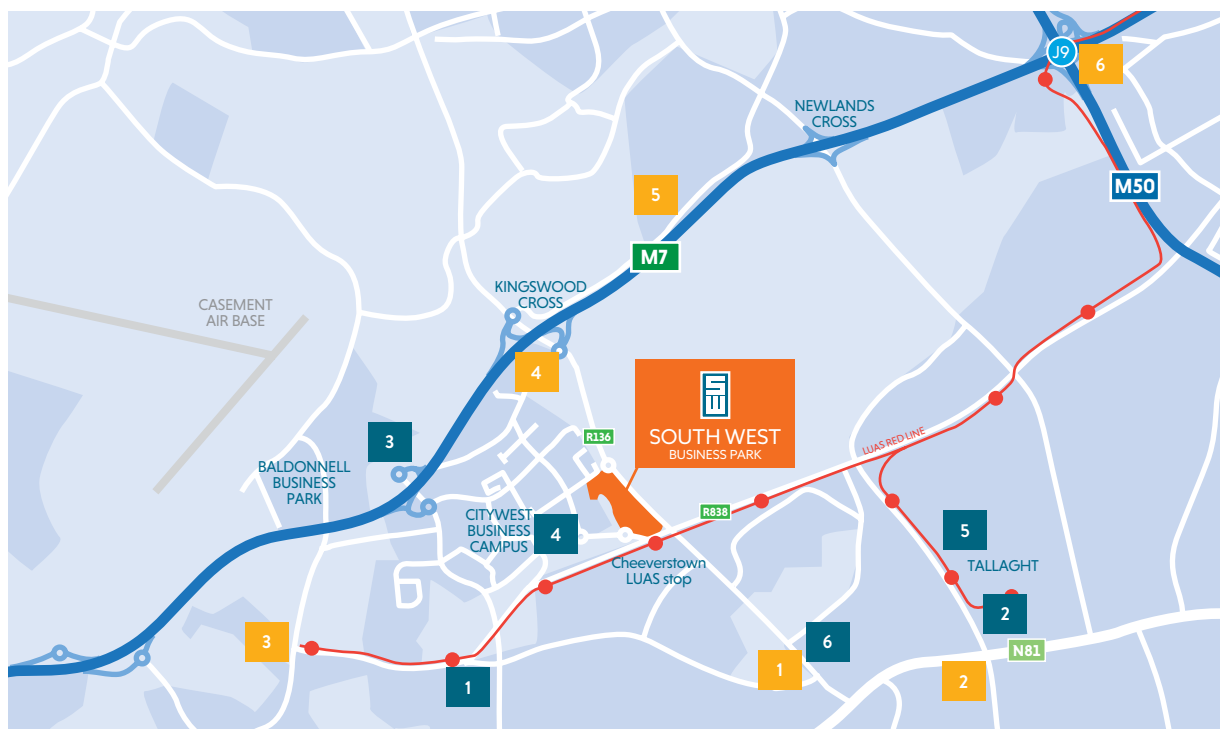 J9
6
NEWLANDS
CROSS
M50
5
M7
KINGSWOOD
CROSS
CASEMENT
AIR BASE
4
SOUTH WEST
BUSINESS PARK
R136
3
LUAS RED LINE
BALDONNELL
BUSINESS
PARK
R838
CITYWEST
BUSINESS
CAMPUS
4
5
Cheeverstown
LUAS stop
TALLAGHT
2
3
6
N81
1
1
2